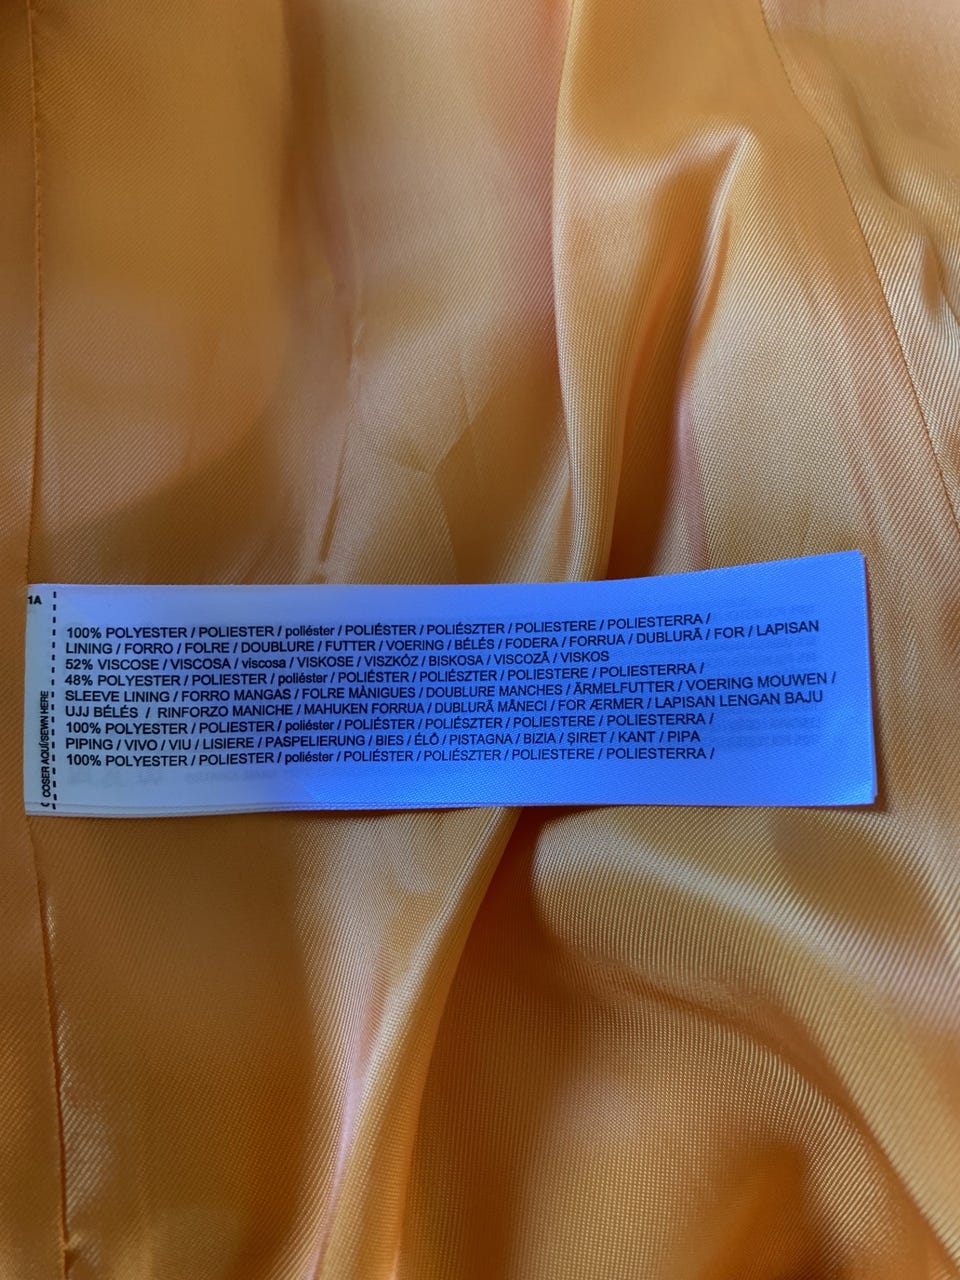 1A
COSER AQUÍ/SEWN HERE
100% POLYESTER / POLIESTER / poliéster / POLIÉSTER / POLIÉSZTER / POLIESTERE / POLIESTERRA /
LINING / FORRO / FOLRE / DOUBLURE / FUTTER / VOERING / BÉLÉS / FODERA / FORRUA / DUBLURĂ / FOR / LAPISAN
52% VISCOSE / VISCOSA / viscosa / VISKOSE / VISZKÓZ / BISKOSA / VISCOZĂ / VISKOS
48% POLYESTER / POLIESTER / poliéster / POLIÉSTER / POLIÉSZTER / POLIESTERE / POLIESTERRA /
SLEEVE LINING / FORRO MANGAS / FOLRE MÀNIGUES / DOUBLURE MANCHES / ÄRMELFUTTER / VOERING MOUWEN /
UJJ BÉLÉS / RINFORZO MANICHE / MAHUKEN FORRUA / DUBLURĂ MÂNECI / FOR ÆRMER / LAPISAN LENGAN BAJU
100% POLYESTER / POLIESTER / poliéster / POLIÉSTER / POLIÉSZTER / POLIESTERE / POLIESTERRA /
PIPING / VIVO / VIU / LISIERE / PASPELIERUNG / BIES / ÉLŐ / PISTAGNA / BIZIA / ŞIRET / KANT / PIPA
100% POLYESTER / POLIESTER / poliéster / POLIÉSTER / POLIÉSZTER / POLIESTERE / POLIESTERRA /